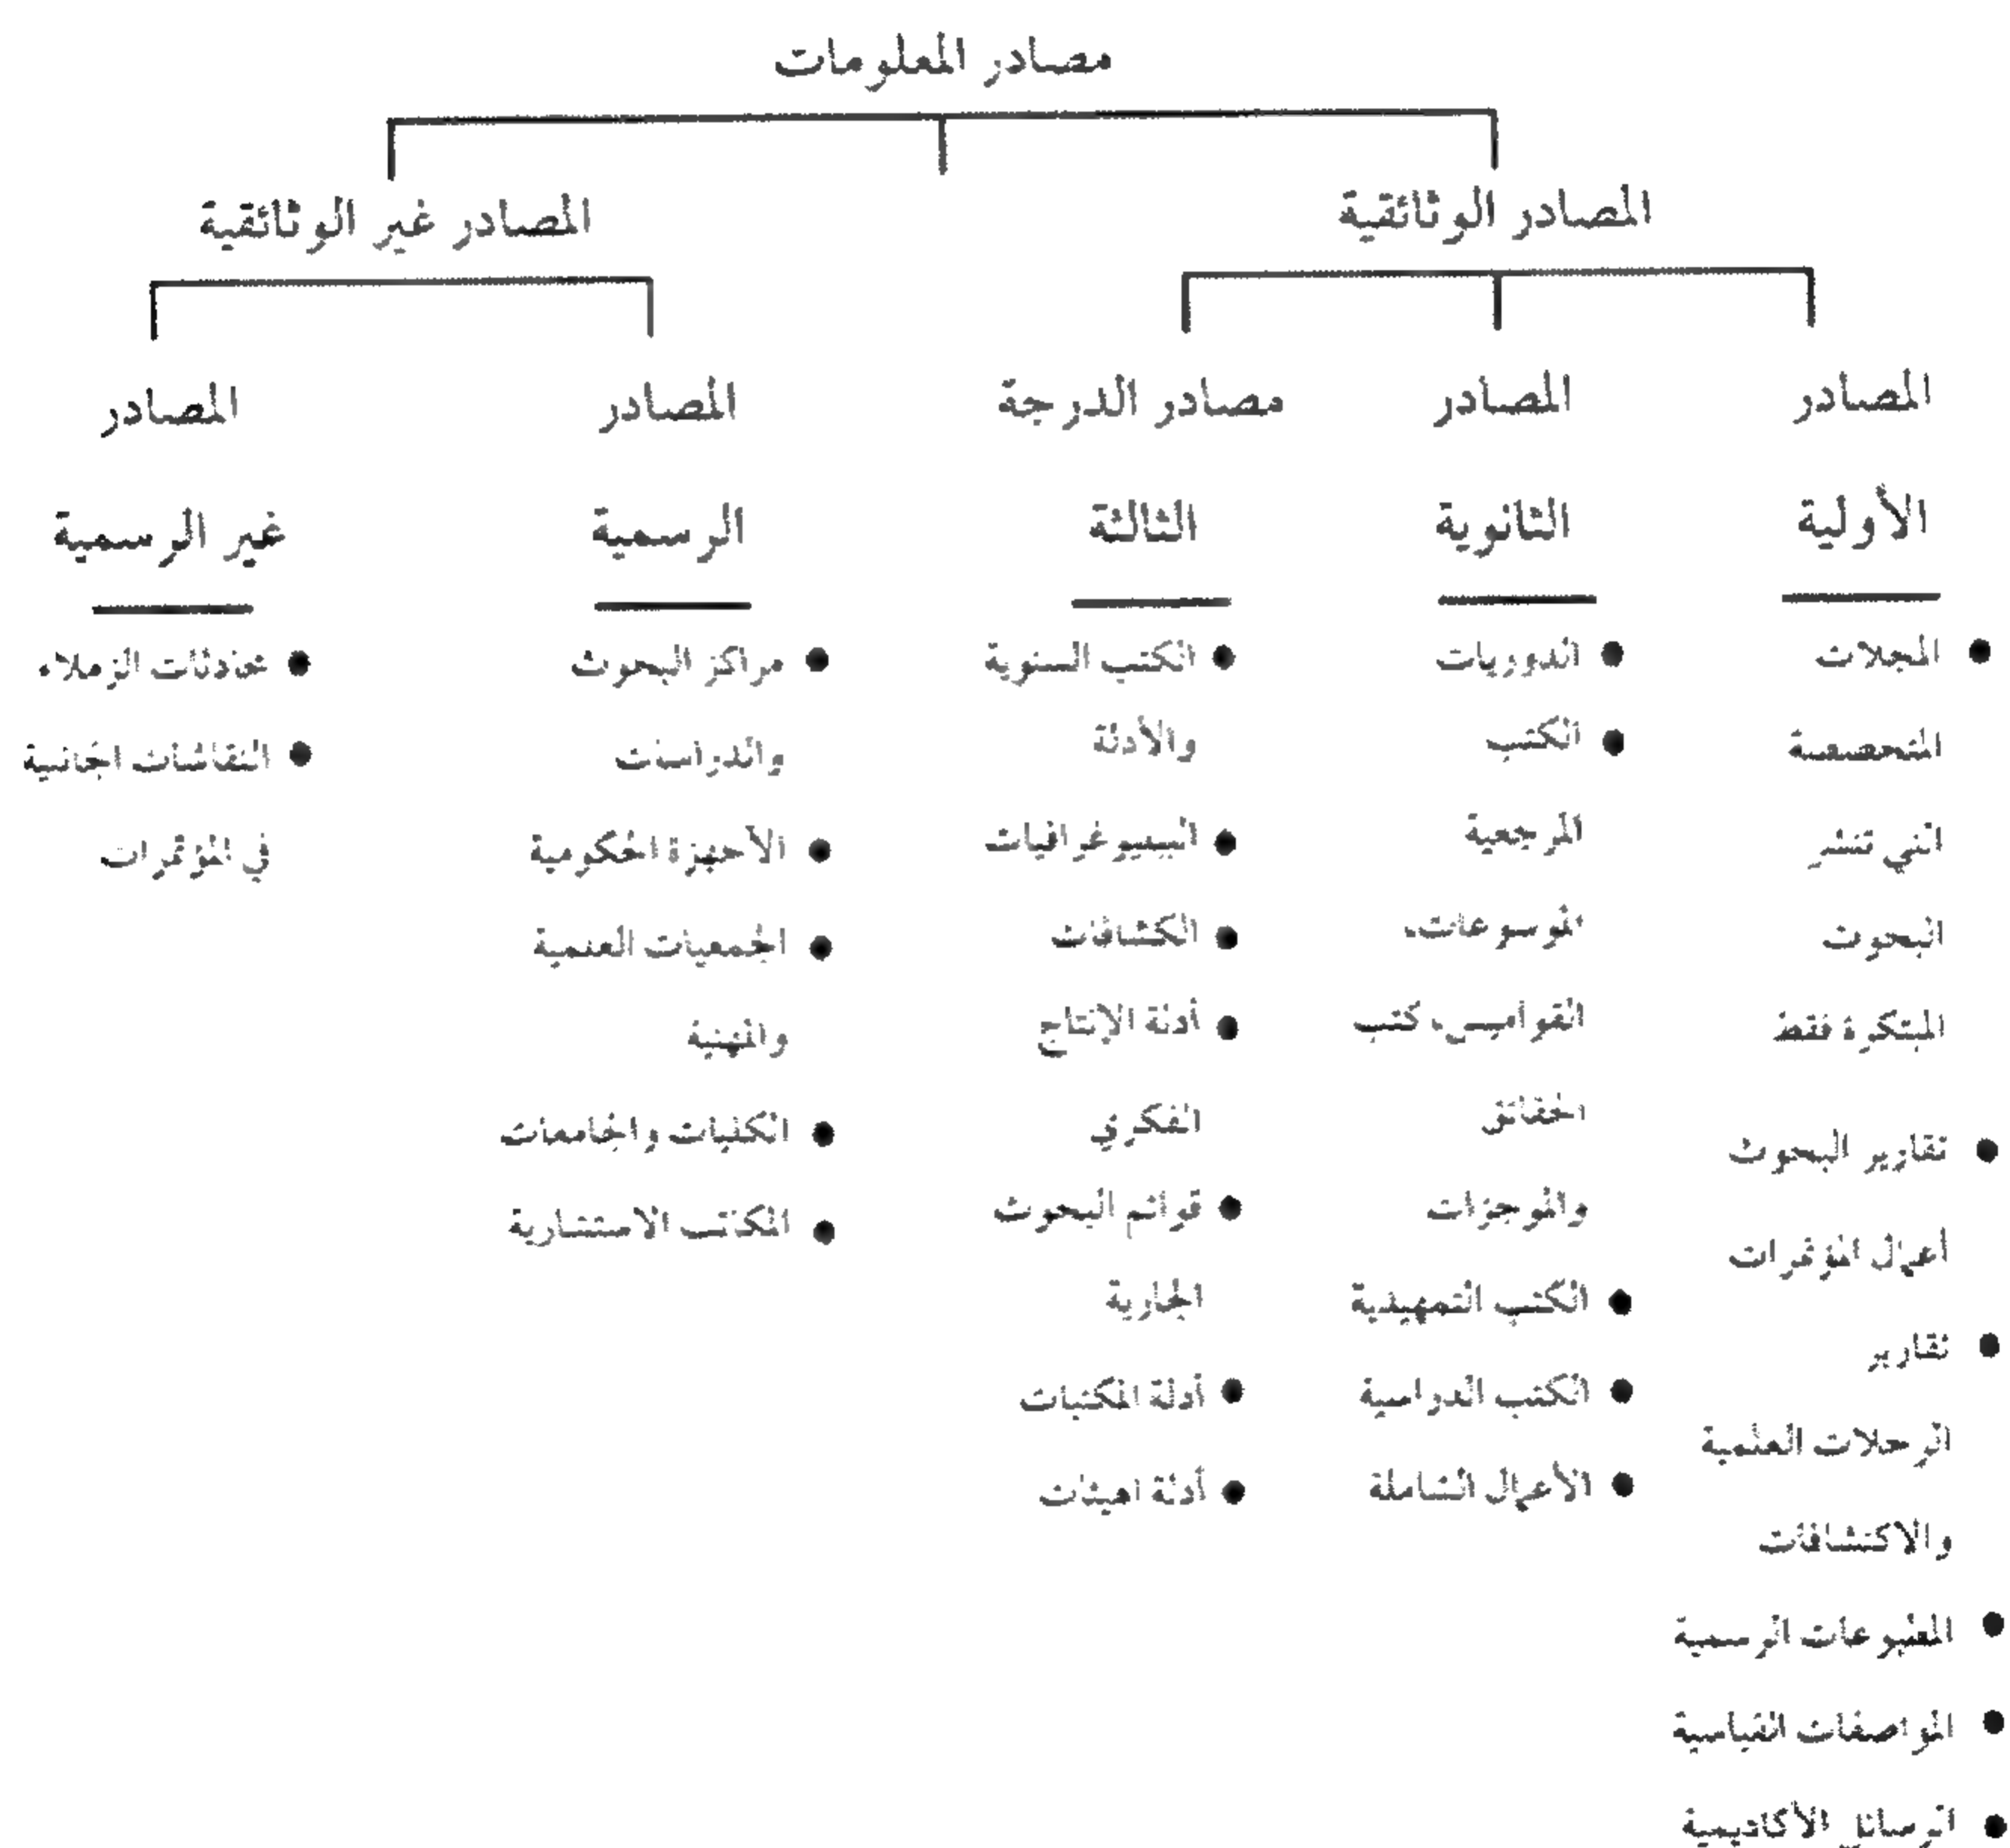 مصادر المعلومات
المصادر الوثائقية
المصادر غير الوثائقية
المصادر
الأولية
● المجلات
المتخصصة
التي تنشر
البحوث
المبتكرة فقط
● تقارير البحوث
أعمال المؤتمرات
● تقارير
الرحلات العلمية
والاكتشافات
● المطبوعات الرسمية
● المواصفات القياسية
● الرسائل الأكاديمية
المصادر
الثانوية
● الدوريات
● الكتب
المرجعية
الموسوعات،
القواميس، كتب
الحقائق
والموجزات
● الكتب التمهيدية
● الكتب الدراسية
● الأعمال الشاملة
مصادر الدرجة
الثالثة
● الكتب السنوية
والأدلة
● الببليوغرافيات
● الكشافات
● أدلة الإنتاج
الفكري
● قوائم البحوث
الجارية
● أدلة المكتبات
● أدلة الهيئات
المصادر
الرسمية
● مراكز البحوث
والدراسات
● الأجهزة الحكومية
● الجمعيات العلمية
والمهنية
● الكليات والجامعات
● المكاتب الاستشارية
المصادر
غير الرسمية
● محادثات الزملاء
● النقاشات الجانبية
في المؤتمرات